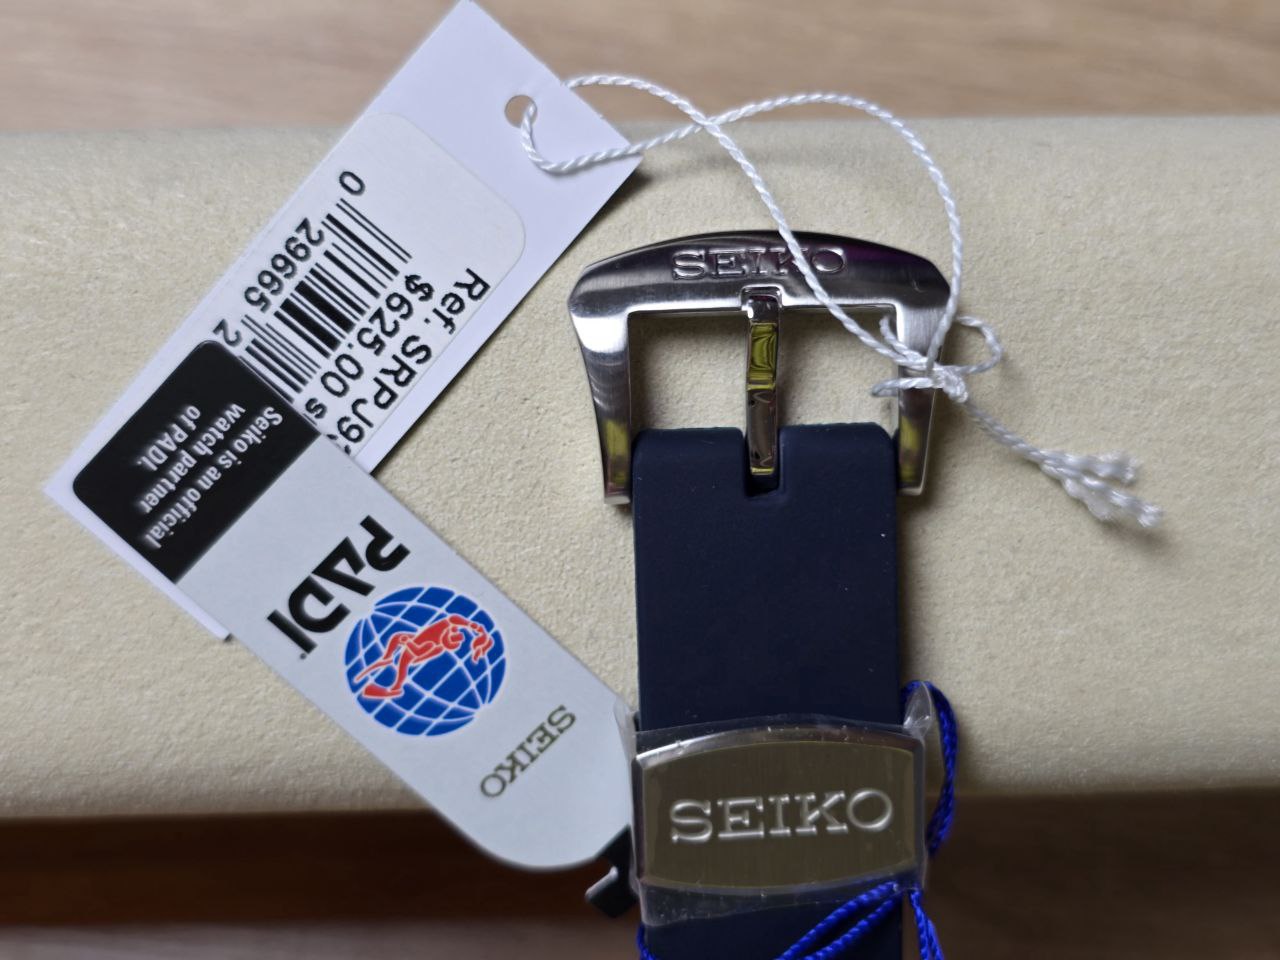 SEIKO
Ref. SRPJ9
$625.00
0 29665 2
Seiko is an official
watch partner
of PADI.
PADI
SEIKO
SEIKO